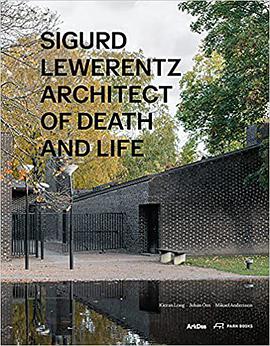 SIGURD
LEWERENTZ
ARCHITECT
OF DEATH
AND LIFE
Kieran Long Johan Örn Mikael Andersson
ArkDes PARK BOOKS